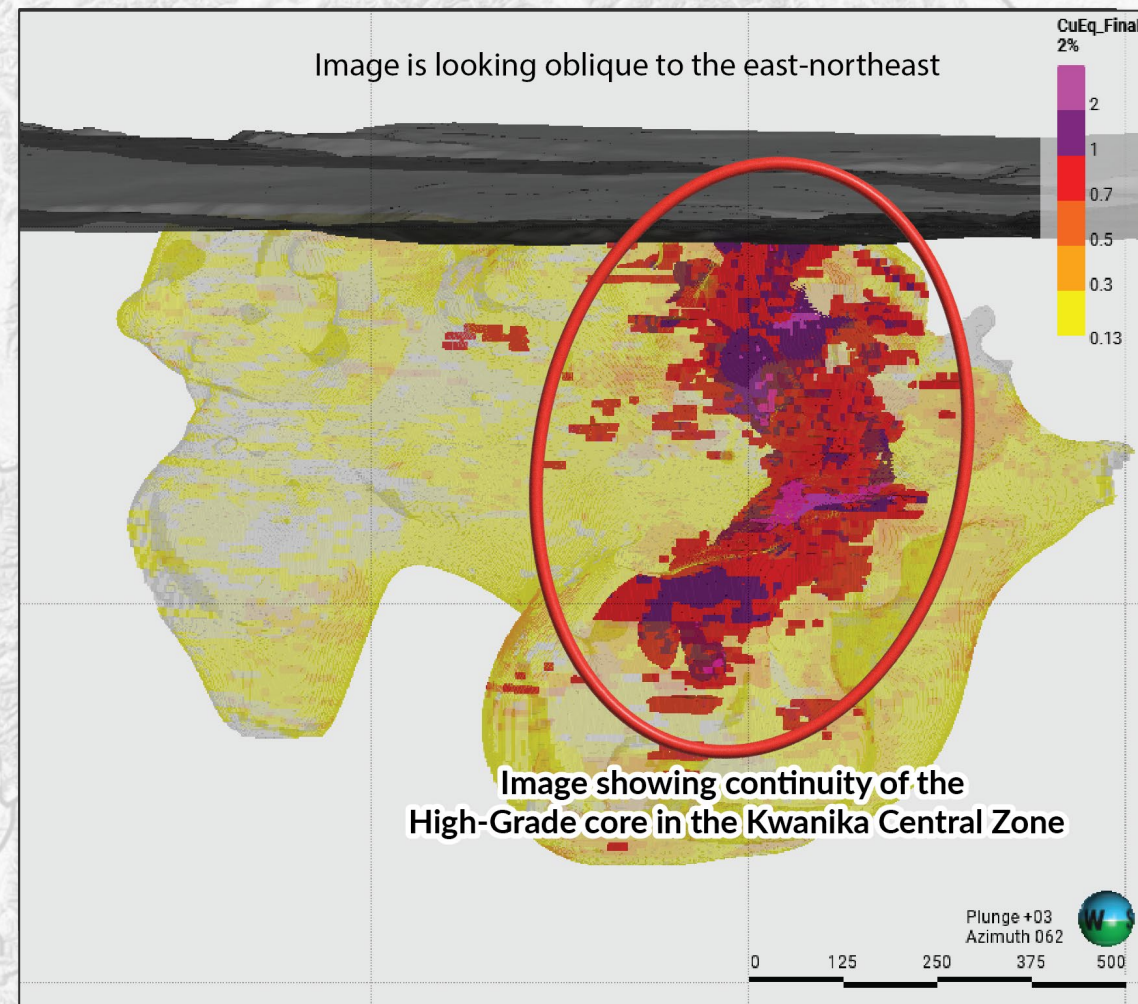 CuEq_Final
2%
Image is looking oblique to the east-northeast
2
1
0.7
0.5
0.3
0.13
Image showing continuity of the
High-Grade core in the Kwanika Central Zone
Plunge +03
Azimuth 062
W S
0 125 250 375 500